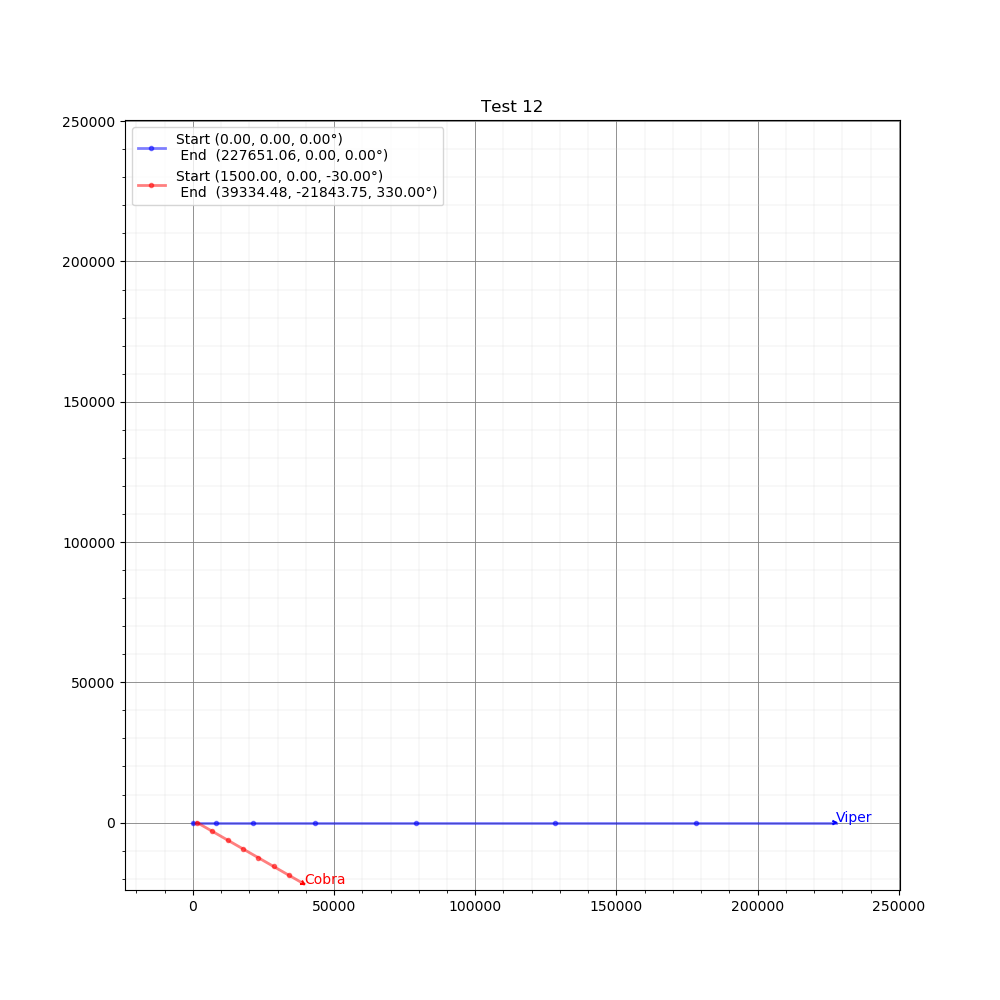 Test 12
Start (0.00, 0.00, 0.00°)
End (227651.06, 0.00, 0.00°)
Start (1500.00, 0.00, -30.00°)
End (39334.48, -21843.75, 330.00°)
250000
200000
150000
100000
50000
0
Viper
Cobra
0 50000 100000 150000 200000 250000